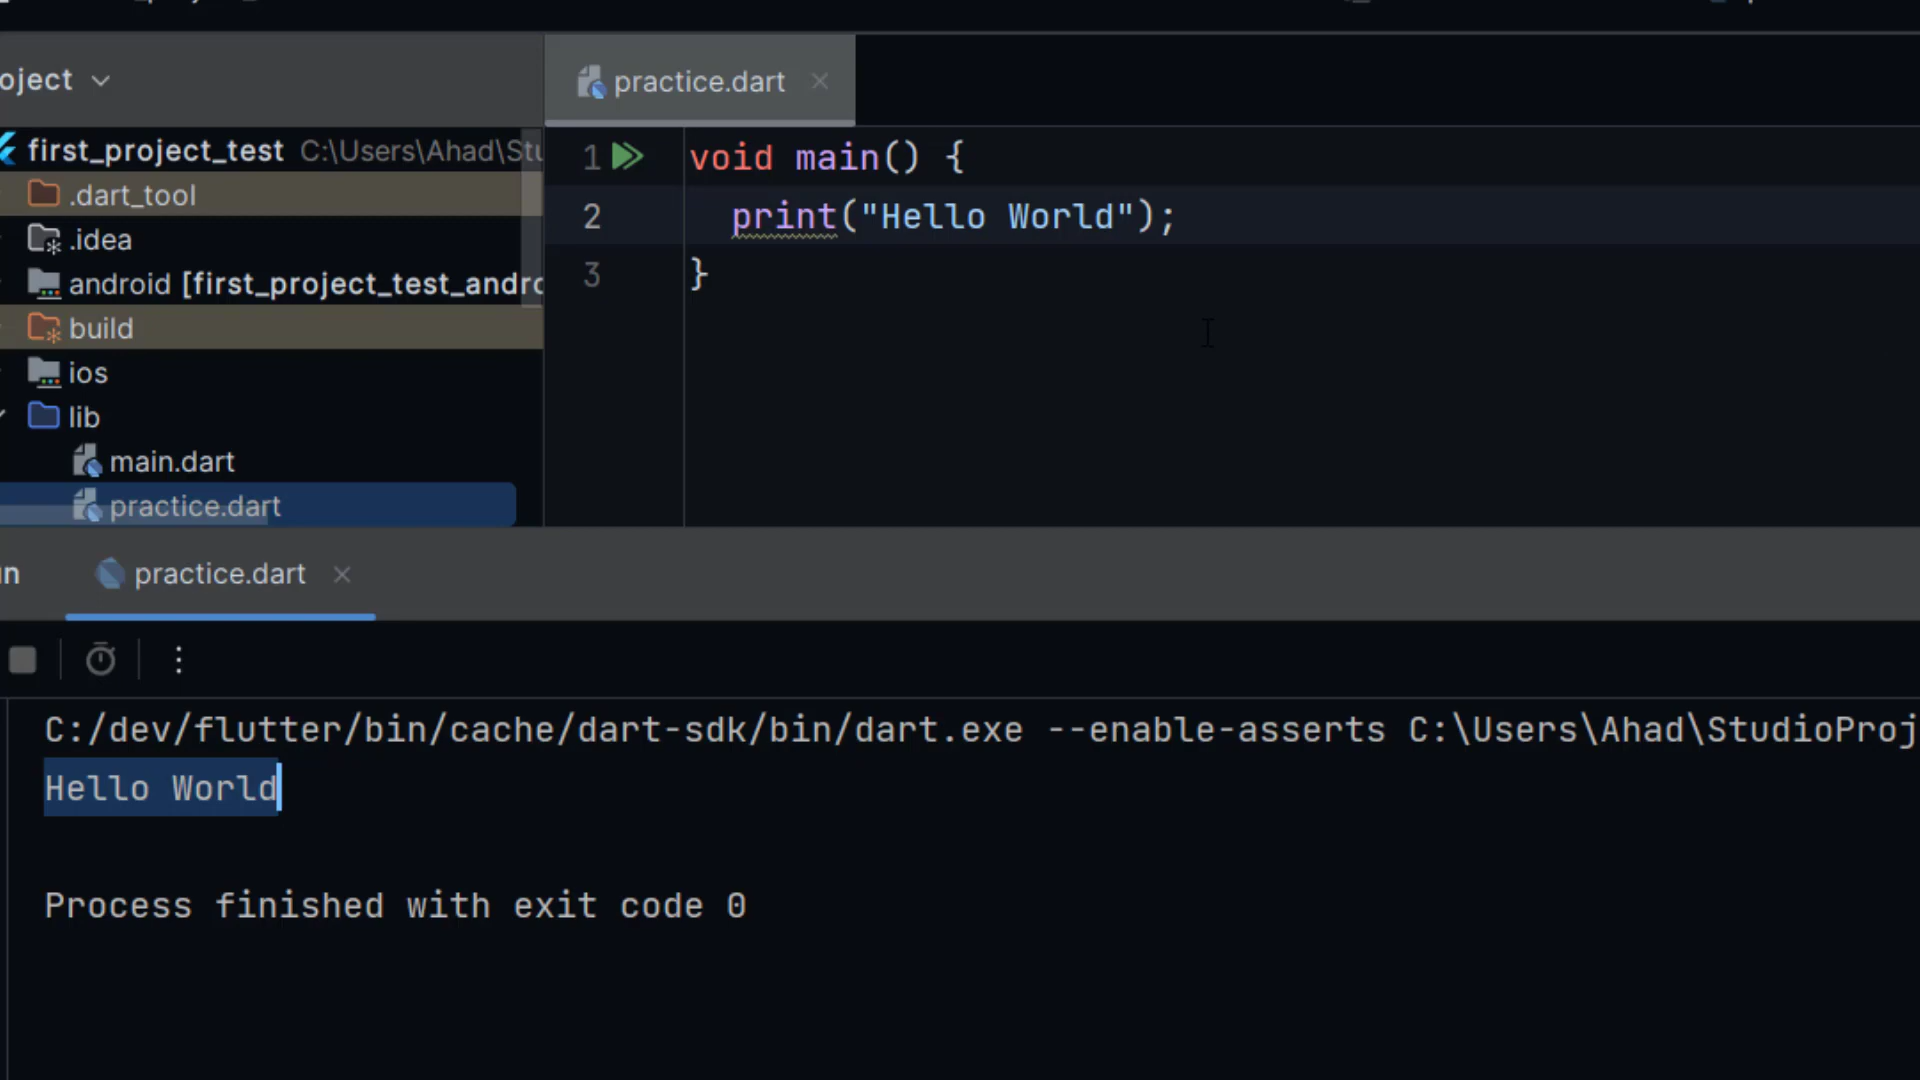 oject
practice.dart
first_project_test C:\Users\Ahad\Stu
.dart_tool
.idea
android [first_project_test_andro
build
ios
lib
main.dart
practice.dart
1 void main() {
2 print("Hello World");
3 }
practice.dart
C:/dev/flutter/bin/cache/dart-sdk/bin/dart.exe --enable-asserts C:\Users\Ahad\StudioProj
Hello World
Process finished with exit code 0